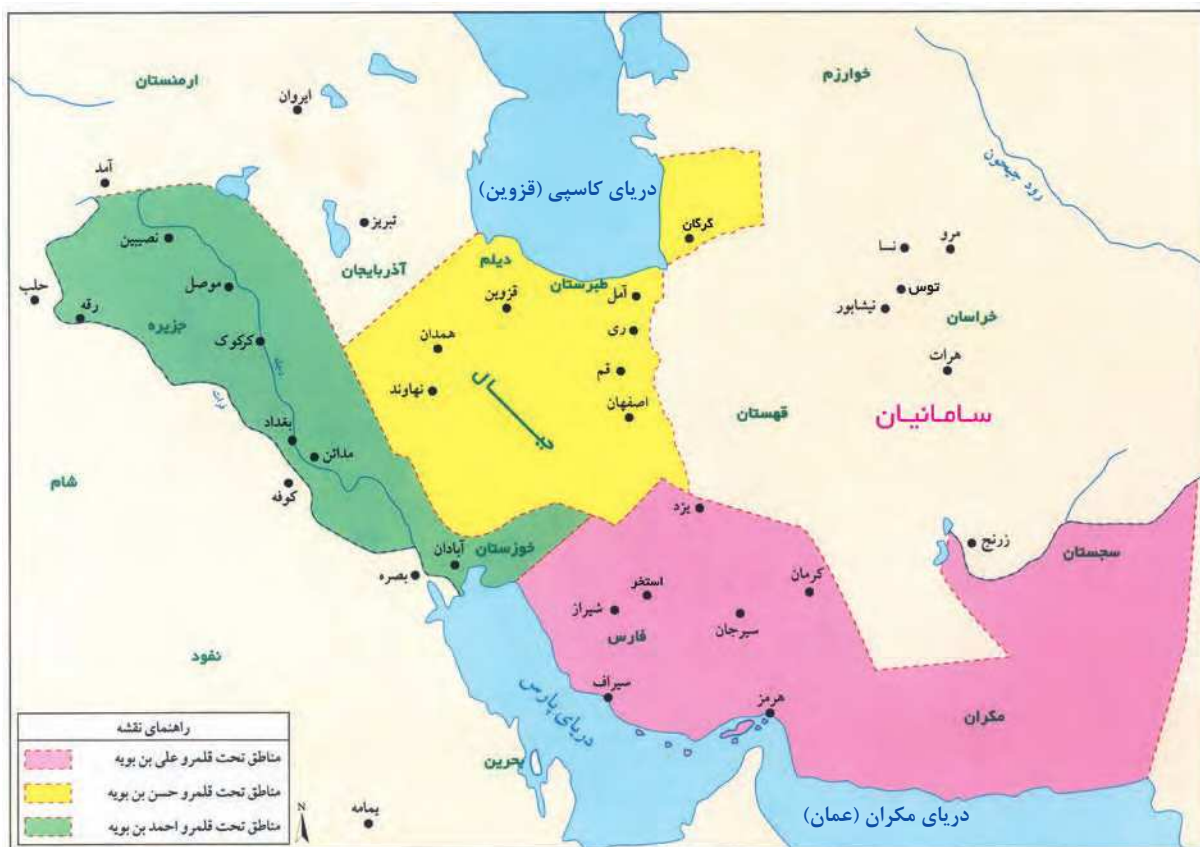 ارمنستان
ایروان
خوارزم
رود جیحون
آمد
دریای کاسپی (قزوین)
گرگان
تبریز
نصیبین
آذربایجان
دیلم
نسا
مرو
حلب
موصل
قزوین
طبرستان
آمل
توس
نیشابور
خراسان
رقه
جزیره
کرکوک
همدان
ری
هرات
دجله
فرات
نهاوند
جبال
قم
اصفهان
قهستان
سامانیان
بغداد
مدائن
شام
کوفه
یزد
خوزستان
آبادان
بصره
زرنج
سجستان
استخر
شیراز
کرمان
سیرجان
فارس
نفود
سیراف
هرمز
مکران
دریای پارس
بحرین
یمامه
دریای مکران (عمان)
راهنمای نقشه
مناطق تحت قلمرو علی بن بویه
مناطق تحت قلمرو حسن بن بویه
مناطق تحت قلمرو احمد بن بویه
N